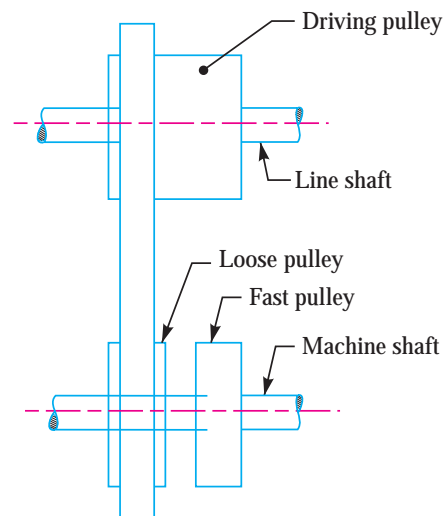 Driving pulley
Line shaft
Loose pulley
Fast pulley
Machine shaft